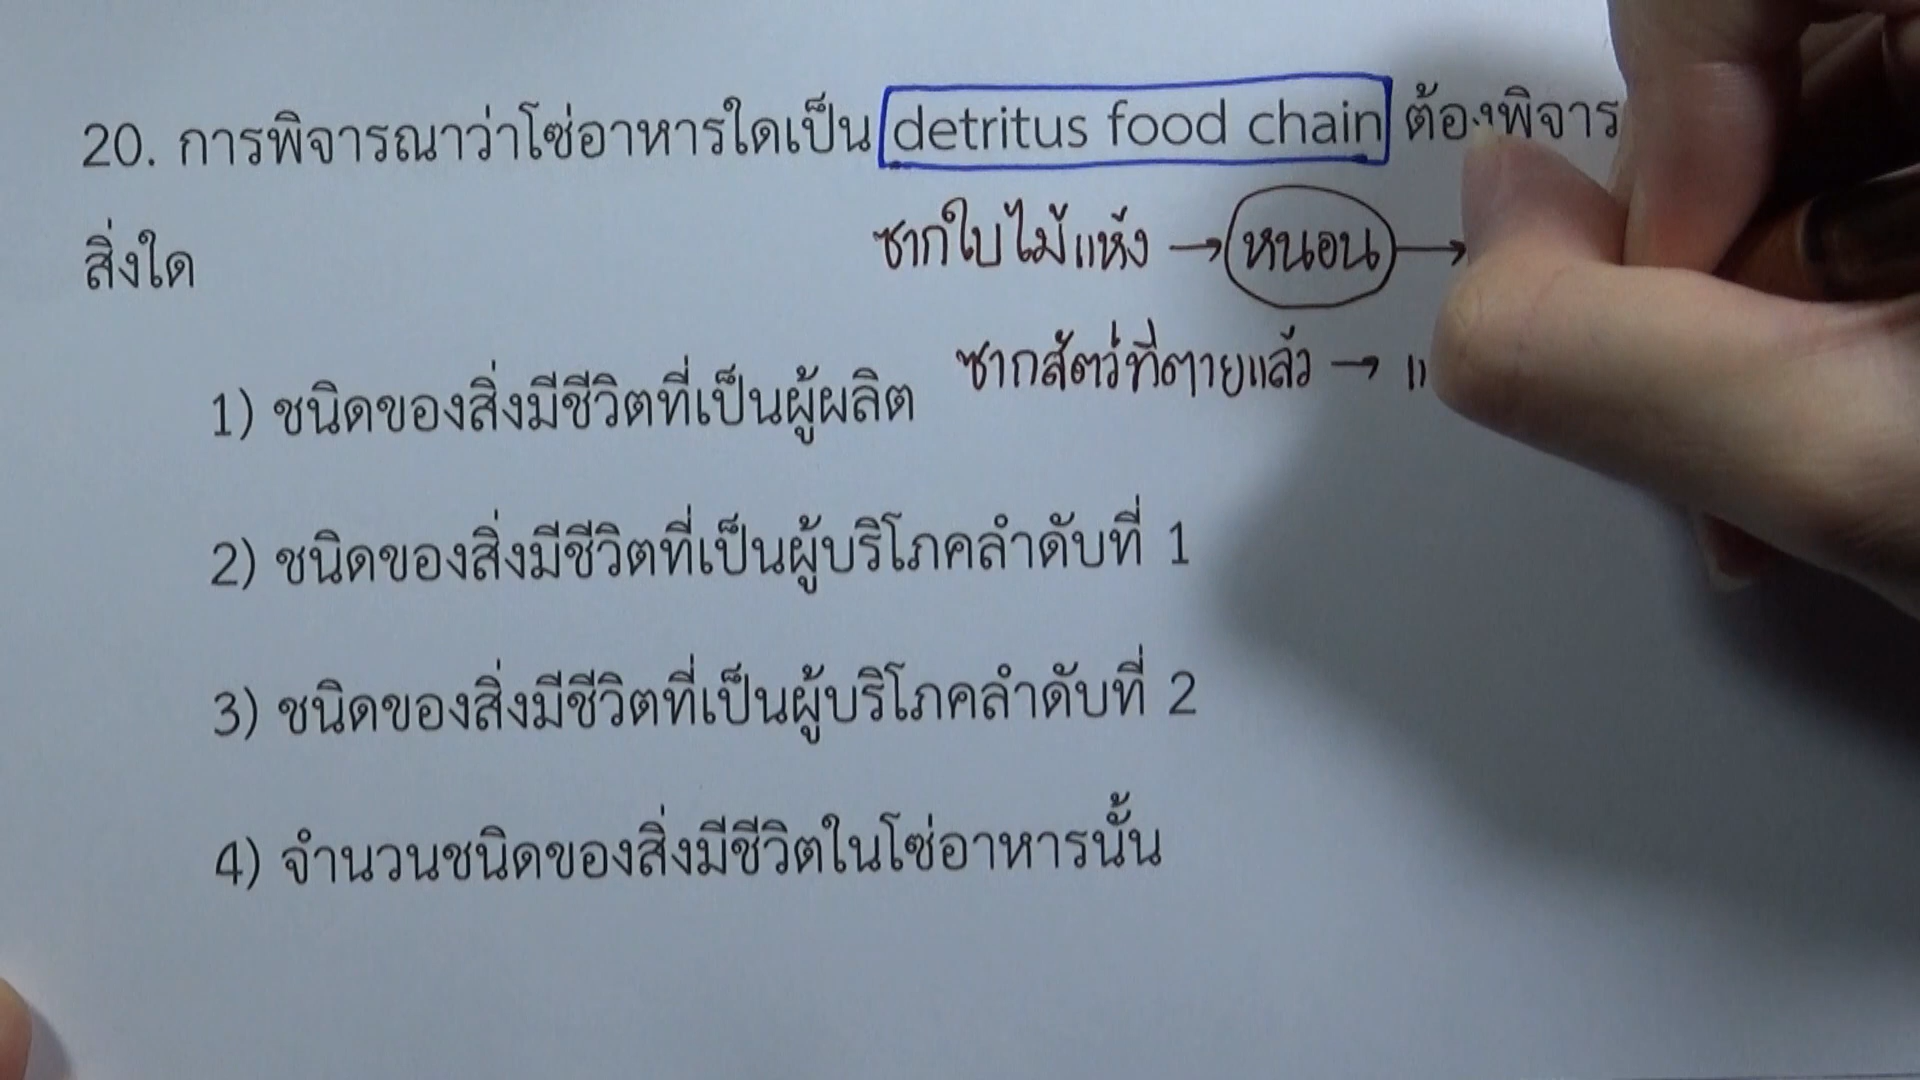 20. การพิจารณาว่าโซ่อาหารใดเป็น detritus food chain ต้องพิจาร
สิ่งใด
ซากใบไม้แห้ง → หนอน →
ซากสัตว์ที่ตายแล้ว →
1) ชนิดของสิ่งมีชีวิตที่เป็นผู้ผลิต
2) ชนิดของสิ่งมีชีวิตที่เป็นผู้บริโภคลำดับที่ 1
3) ชนิดของสิ่งมีชีวิตที่เป็นผู้บริโภคลำดับที่ 2
4) จำนวนชนิดของสิ่งมีชีวิตในโซ่อาหารนั้น